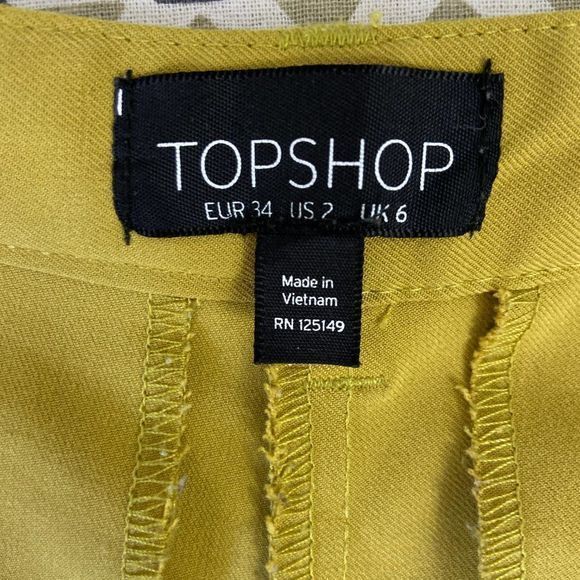 TOPSHOP
EUR 34 US 2 UK 6
Made in
Vietnam
RN 125149